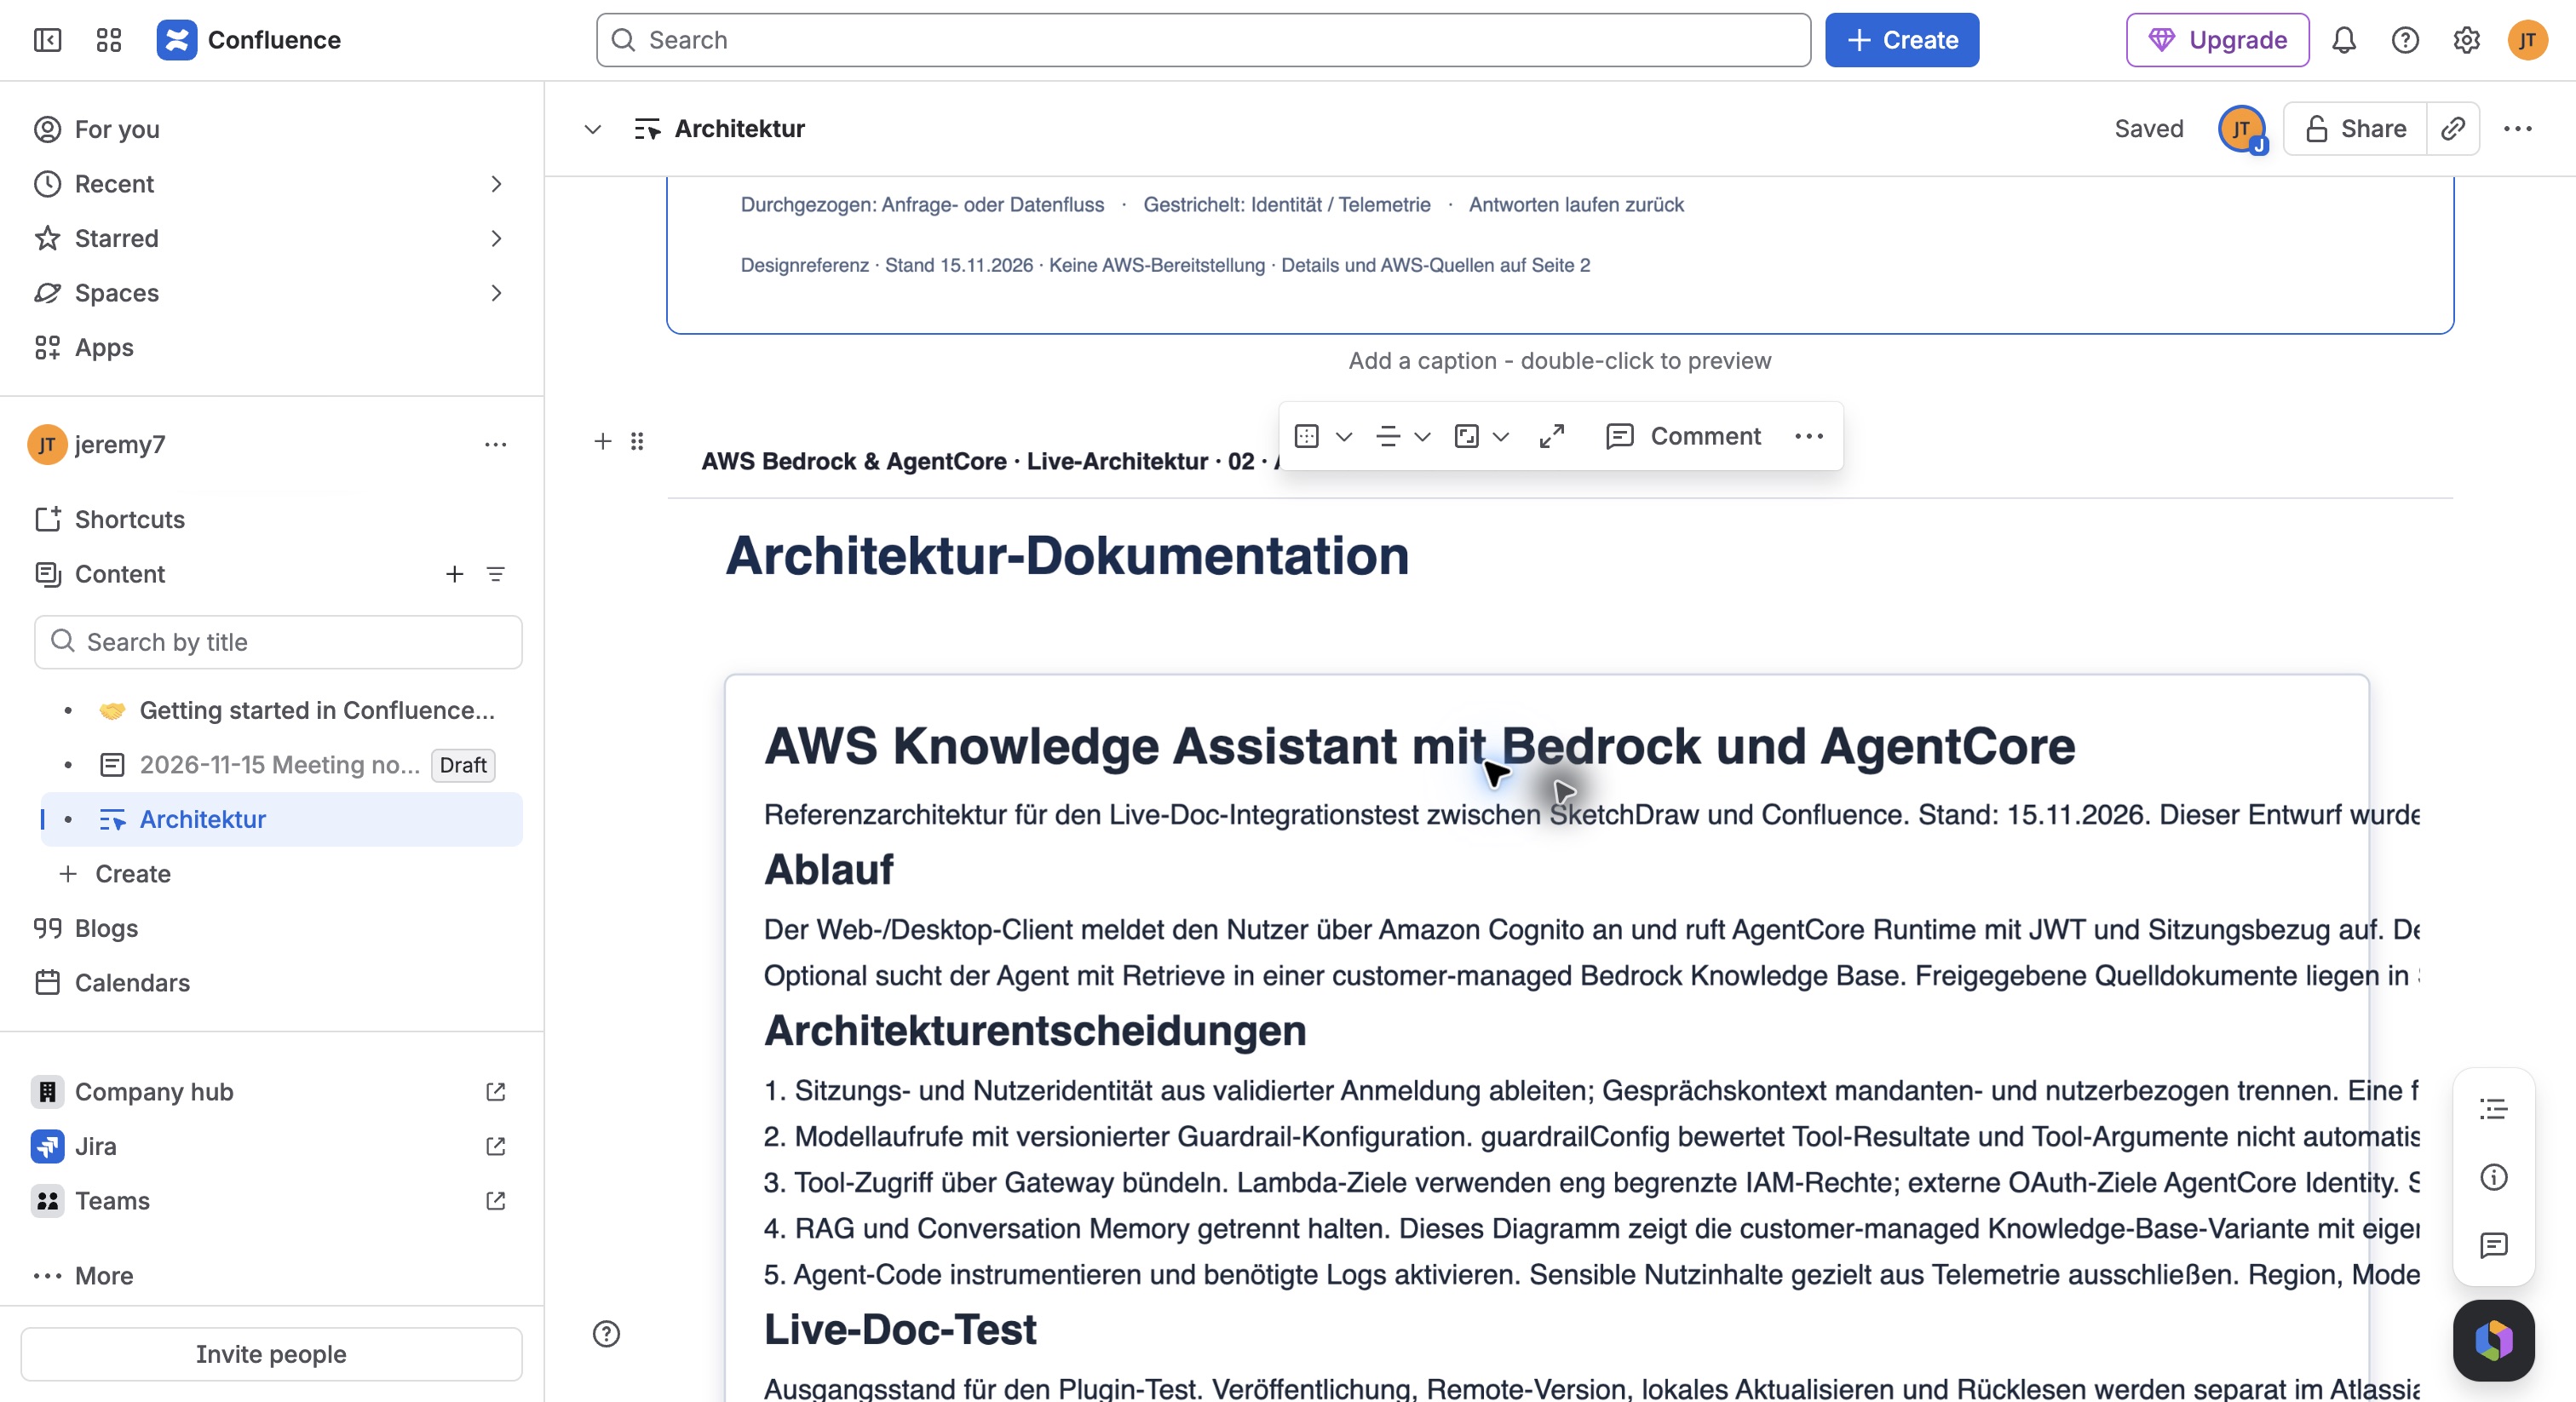 Confluence
Search
Create
Upgrade
JT
For you
Recent
Starred
Spaces
Apps
JT jeremy7
Shortcuts
Content
Search by title
Getting started in Confluence...
2026-11-15 Meeting no... Draft
Architektur
Create
Blogs
Calendars
Company hub
Jira
Teams
More
Invite people
Architektur
Saved
JT
J
Share
Durchgezogen: Anfrage- oder Datenfluss · Gestrichelt: Identität / Telemetrie · Antworten laufen zurück
Designreferenz · Stand 15.11.2026 · Keine AWS-Bereitstellung · Details und AWS-Quellen auf Seite 2
Add a caption - double-click to preview
Comment
AWS Bedrock & AgentCore · Live-Architektur · 02 ·
Architektur-Dokumentation
AWS Knowledge Assistant mit Bedrock und AgentCore
Referenzarchitektur für den Live-Doc-Integrationstest zwischen SketchDraw und Confluence. Stand: 15.11.2026. Dieser Entwurf wurde
Ablauf
Der Web-/Desktop-Client meldet den Nutzer über Amazon Cognito an und ruft AgentCore Runtime mit JWT und Sitzungsbezug auf.
Optional sucht der Agent mit Retrieve in einer customer-managed Bedrock Knowledge Base. Freigegebene Quelldokumente liegen in
Architekturentscheidungen
1. Sitzungs- und Nutzeridentität aus validierter Anmeldung ableiten; Gesprächskontext mandanten- und nutzerbezogen trennen. Eine
2. Modellaufrufe mit versionierter Guardrail-Konfiguration. guardrailConfig bewertet Tool-Resultate und Tool-Argumente nicht automatis
3. Tool-Zugriff über Gateway bündeln. Lambda-Ziele verwenden eng begrenzte IAM-Rechte; externe OAuth-Ziele AgentCore Identity.
4. RAG und Conversation Memory getrennt halten. Dieses Diagramm zeigt die customer-managed Knowledge-Base-Variante mit
5. Agent-Code instrumentieren und benötigte Logs aktivieren. Sensible Nutzinhalte gezielt aus Telemetrie ausschließen. Region, Mode
Live-Doc-Test
Ausgangsstand für den Plugin-Test. Veröffentlichung, Remote-Version, lokales Aktualisieren und Rücklesen werden separat im